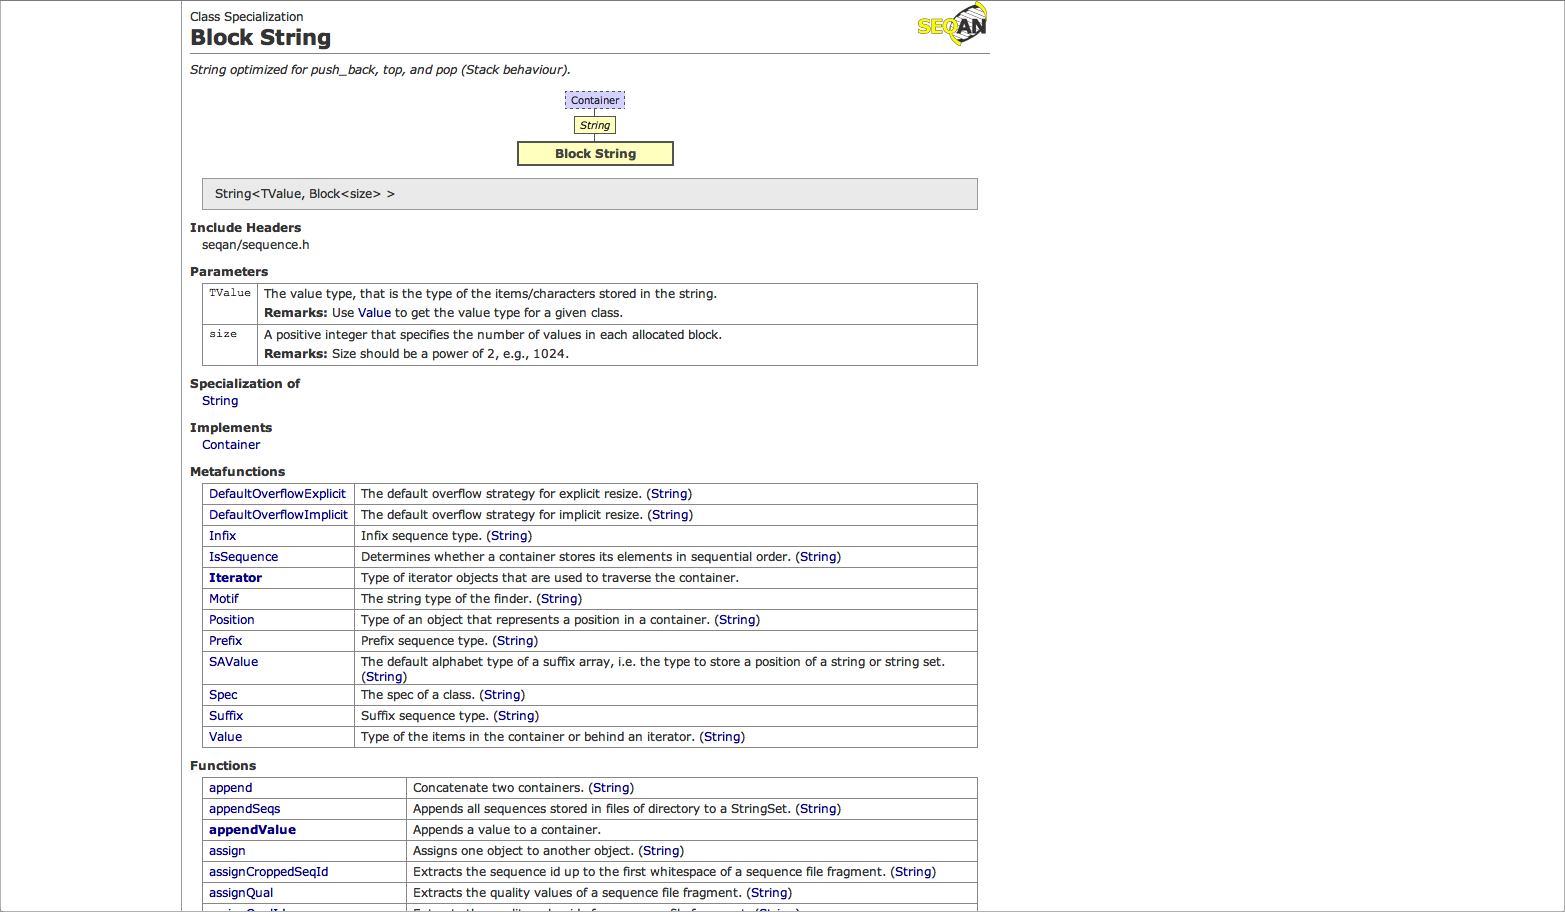 Class Specialization
SEQAN
Block String
String optimized for push_back, top, and pop (Stack behaviour).
Container
String
Block String
String<TValue, Block<size> >
Include Headers
seqan/sequence.h
Parameters
TValue The value type, that is the type of the items/characters stored in the string.
Remarks: Use Value to get the value type for a given class.
size A positive integer that specifies the number of values in each allocated block.
Remarks: Size should be a power of 2, e.g., 1024.
Specialization of
String
Implements
Container
Metafunctions
DefaultOverflowExplicit The default overflow strategy for explicit resize. (String)
DefaultOverflowImplicit The default overflow strategy for implicit resize. (String)
Infix Infix sequence type. (String)
IsSequence Determines whether a container stores its elements in sequential order. (String)
Iterator Type of iterator objects that are used to traverse the container.
Motif The string type of the finder. (String)
Position Type of an object that represents a position in a container. (String)
Prefix Prefix sequence type. (String)
SAValue The default alphabet type of a suffix array, i.e. the type to store a position of a string or string set.
(String)
Spec The spec of a class. (String)
Suffix Suffix sequence type. (String)
Value Type of the items in the container or behind an iterator. (String)
Functions
append Concatenate two containers. (String)
appendSeqs Appends all sequences stored in files of directory to a StringSet. (String)
appendValue Appends a value to a container.
assign Assigns one object to another object. (String)
assignCroppedSeqId Extracts the sequence id up to the first whitespace of a sequence file fragment. (String)
assignQual Extracts the quality values of a sequence file fragment. (String)